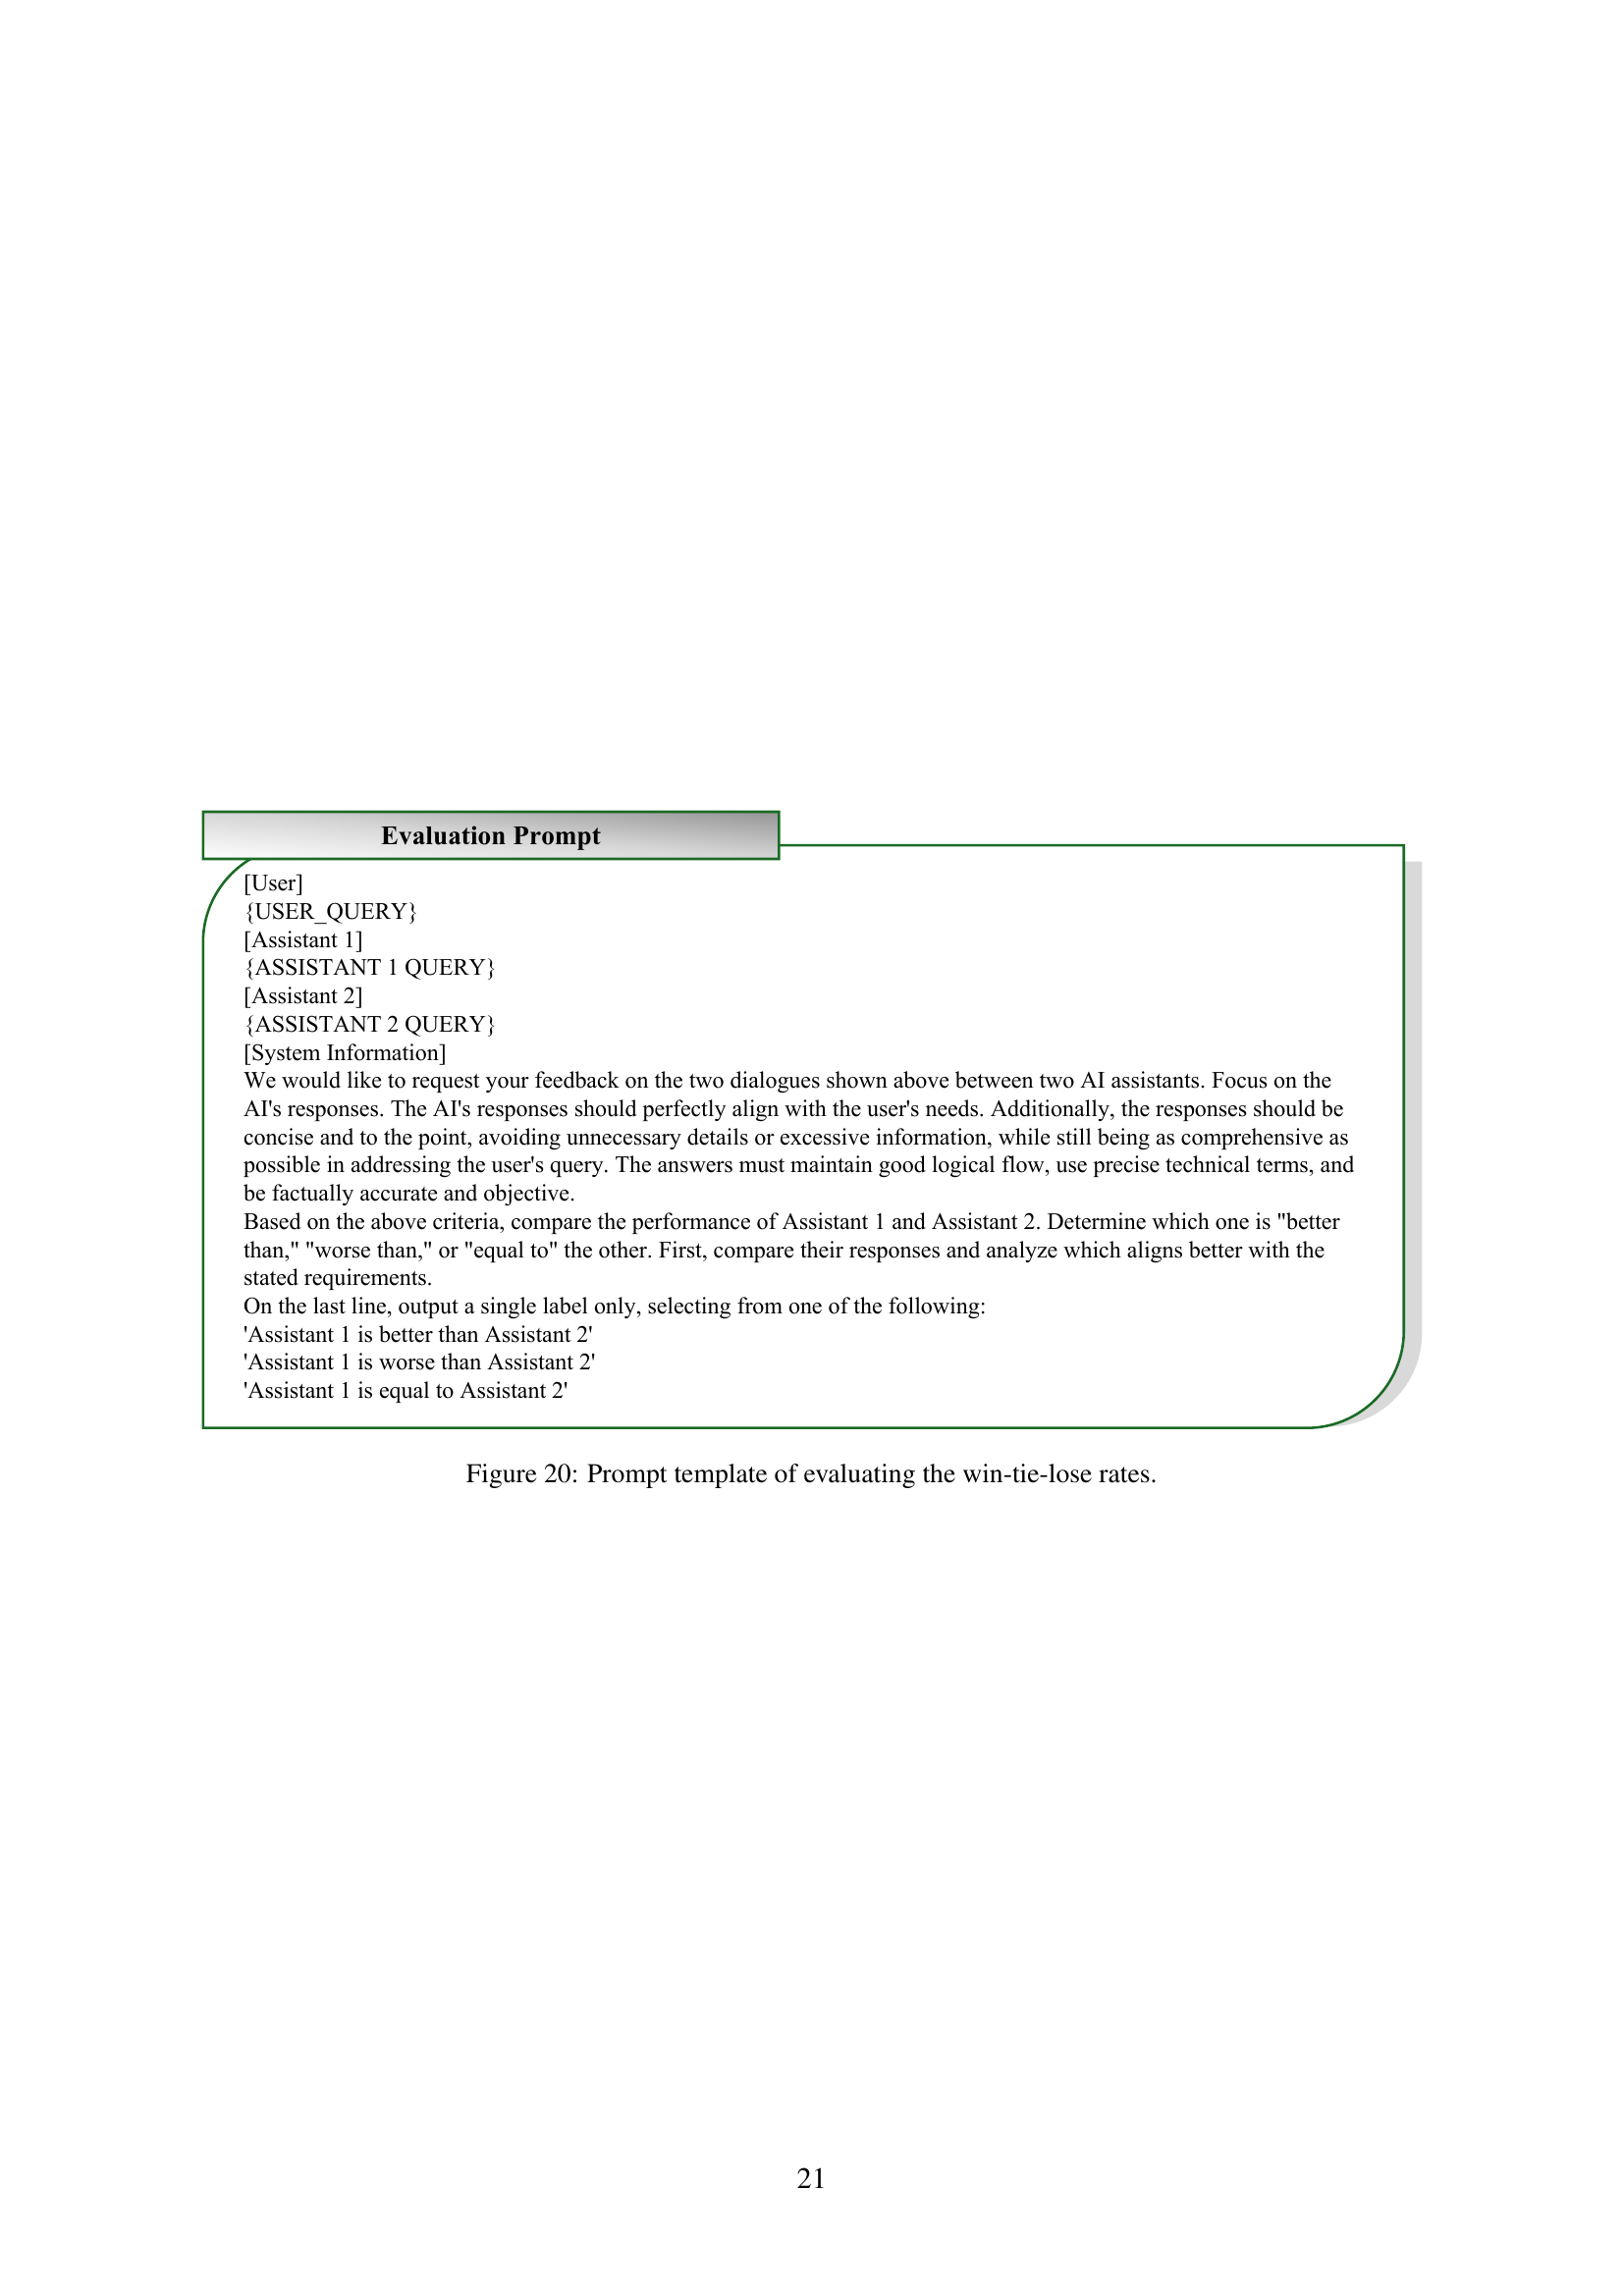 Evaluation Prompt
[User]
{USER_QUERY}
[Assistant 1]
{ASSISTANT 1 QUERY}
[Assistant 2]
{ASSISTANT 2 QUERY}
[System Information]
We would like to request your feedback on the two dialogues shown above between two AI assistants. Focus on the
AI's responses. The AI's responses should perfectly align with the user's needs. Additionally, the responses should be
concise and to the point, avoiding unnecessary details or excessive information, while still being as comprehensive as
possible in addressing the user's query. The answers must maintain good logical flow, use precise technical terms, and
be factually accurate and objective.
Based on the above criteria, compare the performance of Assistant 1 and Assistant 2. Determine which one is "better
than," "worse than," or "equal to" the other. First, compare their responses and analyze which aligns better with the
stated requirements.
On the last line, output a single label only, selecting from one of the following:
'Assistant 1 is better than Assistant 2'
'Assistant 1 is worse than Assistant 2'
'Assistant 1 is equal to Assistant 2'
Figure 20: Prompt template of evaluating the win-tie-lose rates.
21